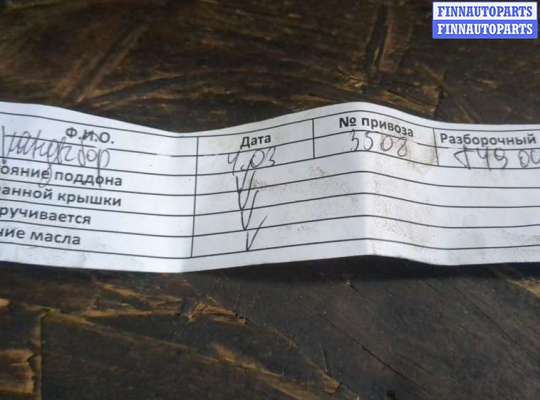 FINNAUTOPARTS
FINNAUTOPARTS
Ф.И.О. Дата № привоза Разборочный
4.03 3508
ояние поддона
анной крышки
ручивается
ние масла